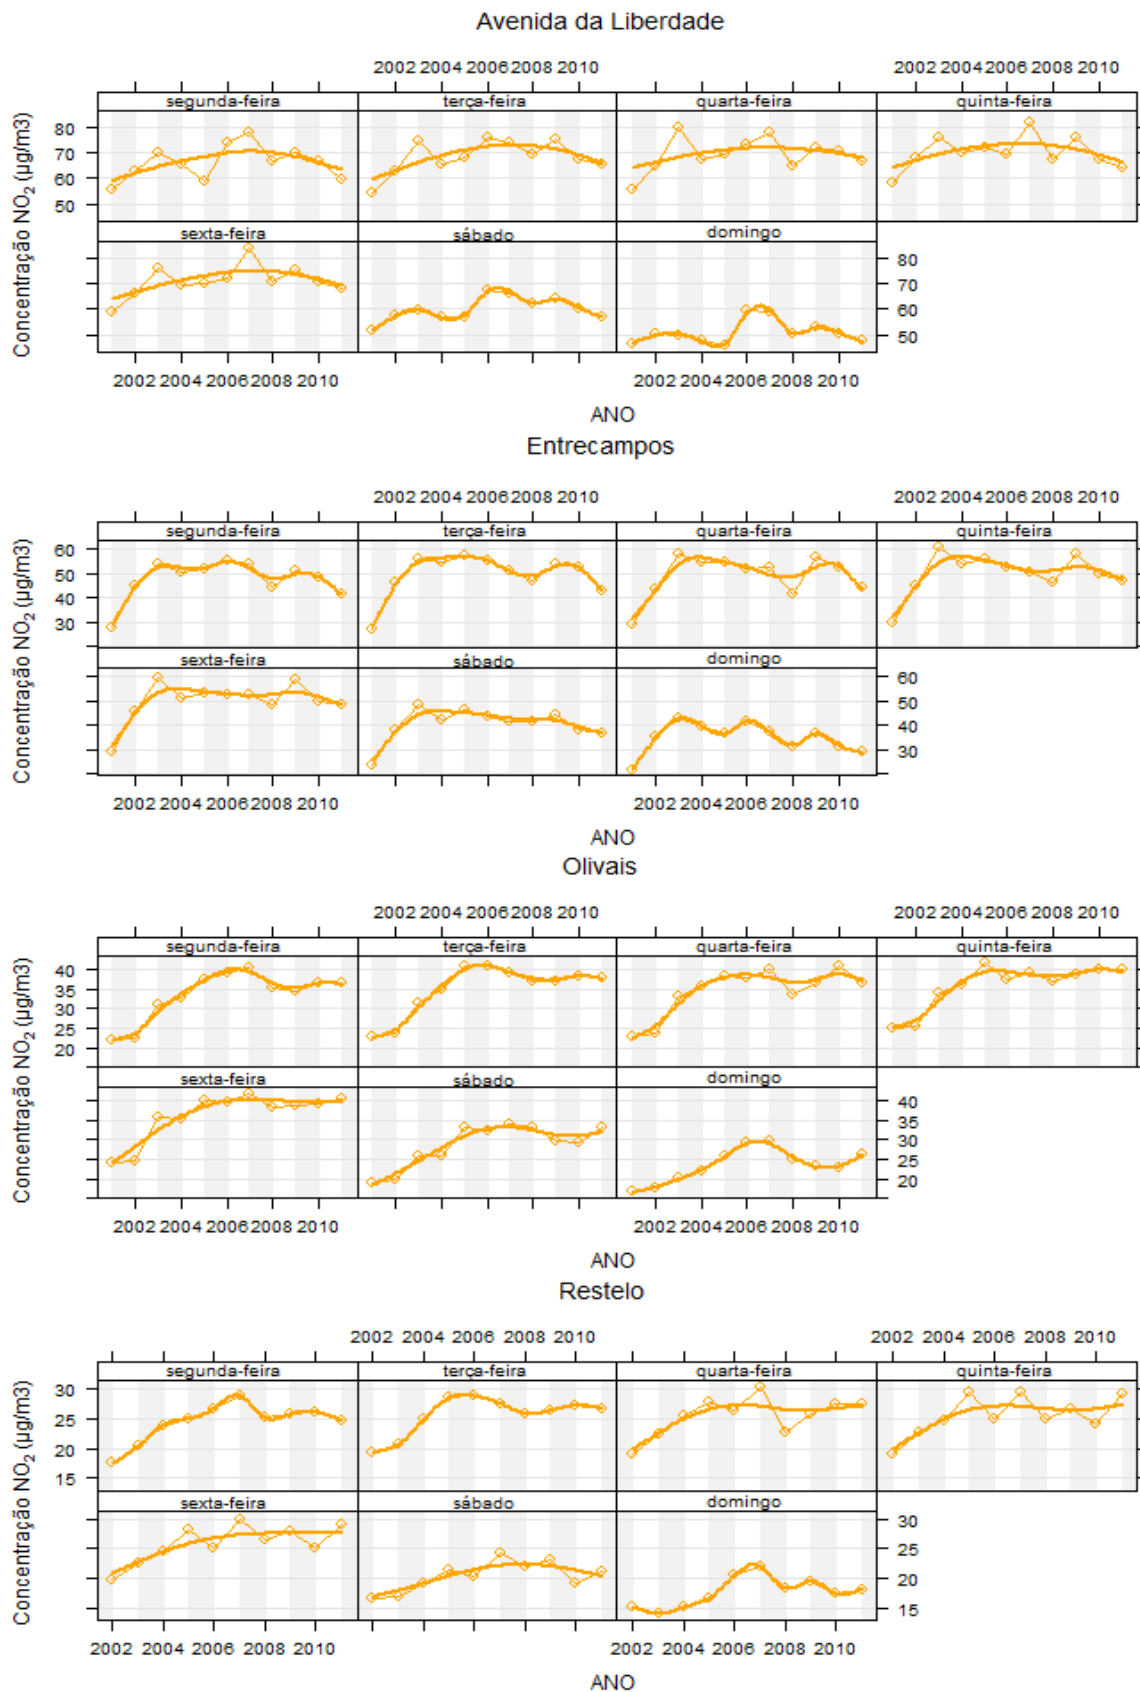 Avenida da Liberdade
2002 2004 2006 2008 2010 2002 2004 2006 2008 2010
segunda-feira terça-feira quarta-feira quinta-feira
80
70
60
50
sexta-feira sábado domingo
80
70
60
50
Concentração NO₂ (µg/m3)
2002 2004 2006 2008 2010 2002 2004 2006 2008 2010
ANO
Entrecampos
2002 2004 2006 2008 2010 2002 2004 2006 2008 2010
segunda-feira terça-feira quarta-feira quinta-feira
60
50
40
30
sexta-feira sábado domingo
60
50
40
30
Concentração NO₂ (µg/m3)
2002 2004 2006 2008 2010 2002 2004 2006 2008 2010
ANO
Olivais
2002 2004 2006 2008 2010 2002 2004 2006 2008 2010
segunda-feira terça-feira quarta-feira quinta-feira
40
35
30
25
20
sexta-feira sábado domingo
40
35
30
25
20
Concentração NO₂ (µg/m3)
2002 2004 2006 2008 2010 2002 2004 2006 2008 2010
ANO
Restelo
2002 2004 2006 2008 2010 2002 2004 2006 2008 2010
segunda-feira terça-feira quarta-feira quinta-feira
30
25
20
15
sexta-feira sábado domingo
30
25
20
15
Concentração NO₂ (µg/m3)
2002 2004 2006 2008 2010 2002 2004 2006 2008 2010
ANO